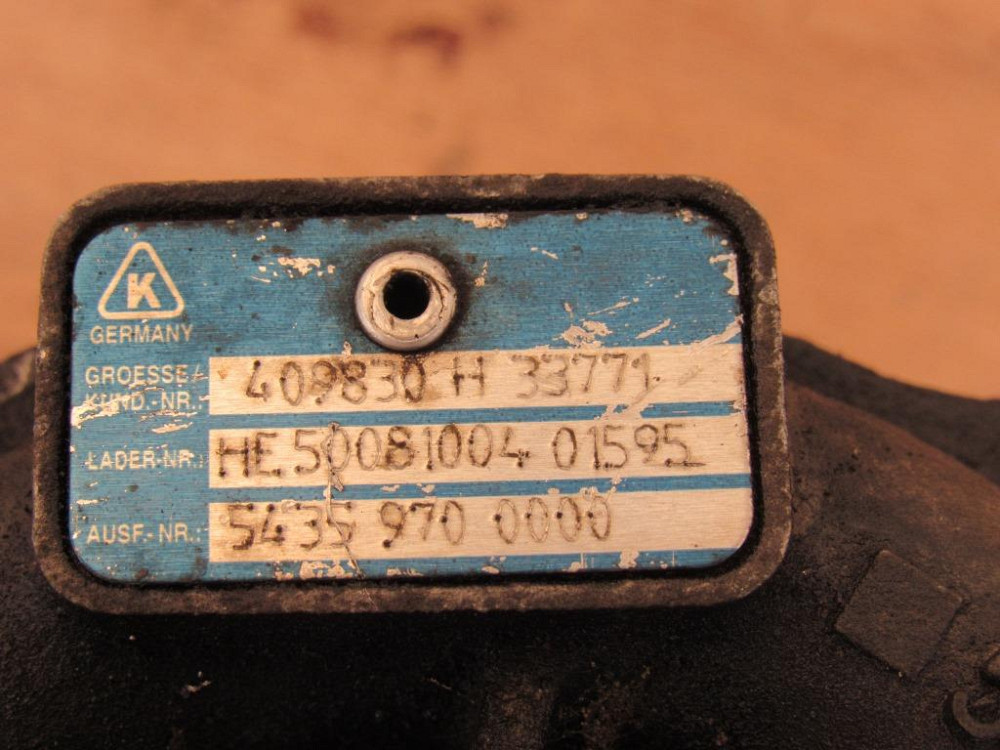 K
GERMANY
GROESSE/
KUND.-NR.: 409830 H 33771
LADER-NR.: HE 50081004 01595
AUSF.-NR.: 5435 970 0000